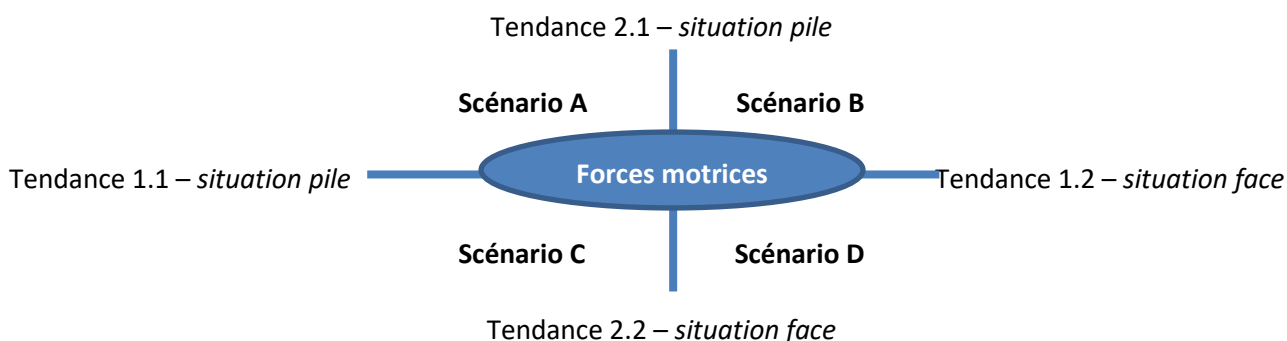 Tendance 2.1 – situation pile
Scénario A
Scénario B
Forces motrices
Tendance 1.1 – situation pile
Tendance 1.2 – situation face
Scénario C
Scénario D
Tendance 2.2 – situation face